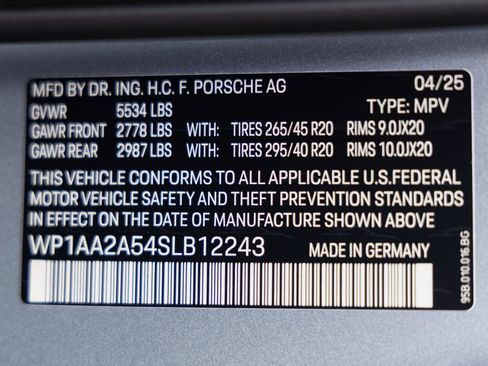 MFD BY DR. ING. H.C. F. PORSCHE AG 04/25
GVWR 5534 LBS TYPE: MPV
GAWR FRONT 2778 LBS WITH: TIRES 265/45 R20 RIMS 9.0JX20
GAWR REAR 2987 LBS WITH: TIRES 295/40 R20 RIMS 10.0JX20
THIS VEHICLE CONFORMS TO ALL APPLICABLE U.S.FEDERAL
MOTOR VEHICLE SAFETY AND THEFT PREVENTION STANDARDS
IN EFFECT ON THE DATE OF MANUFACTURE SHOWN ABOVE
WP1AA2A54SLB12243 MADE IN GERMANY
95B.010.016.BG